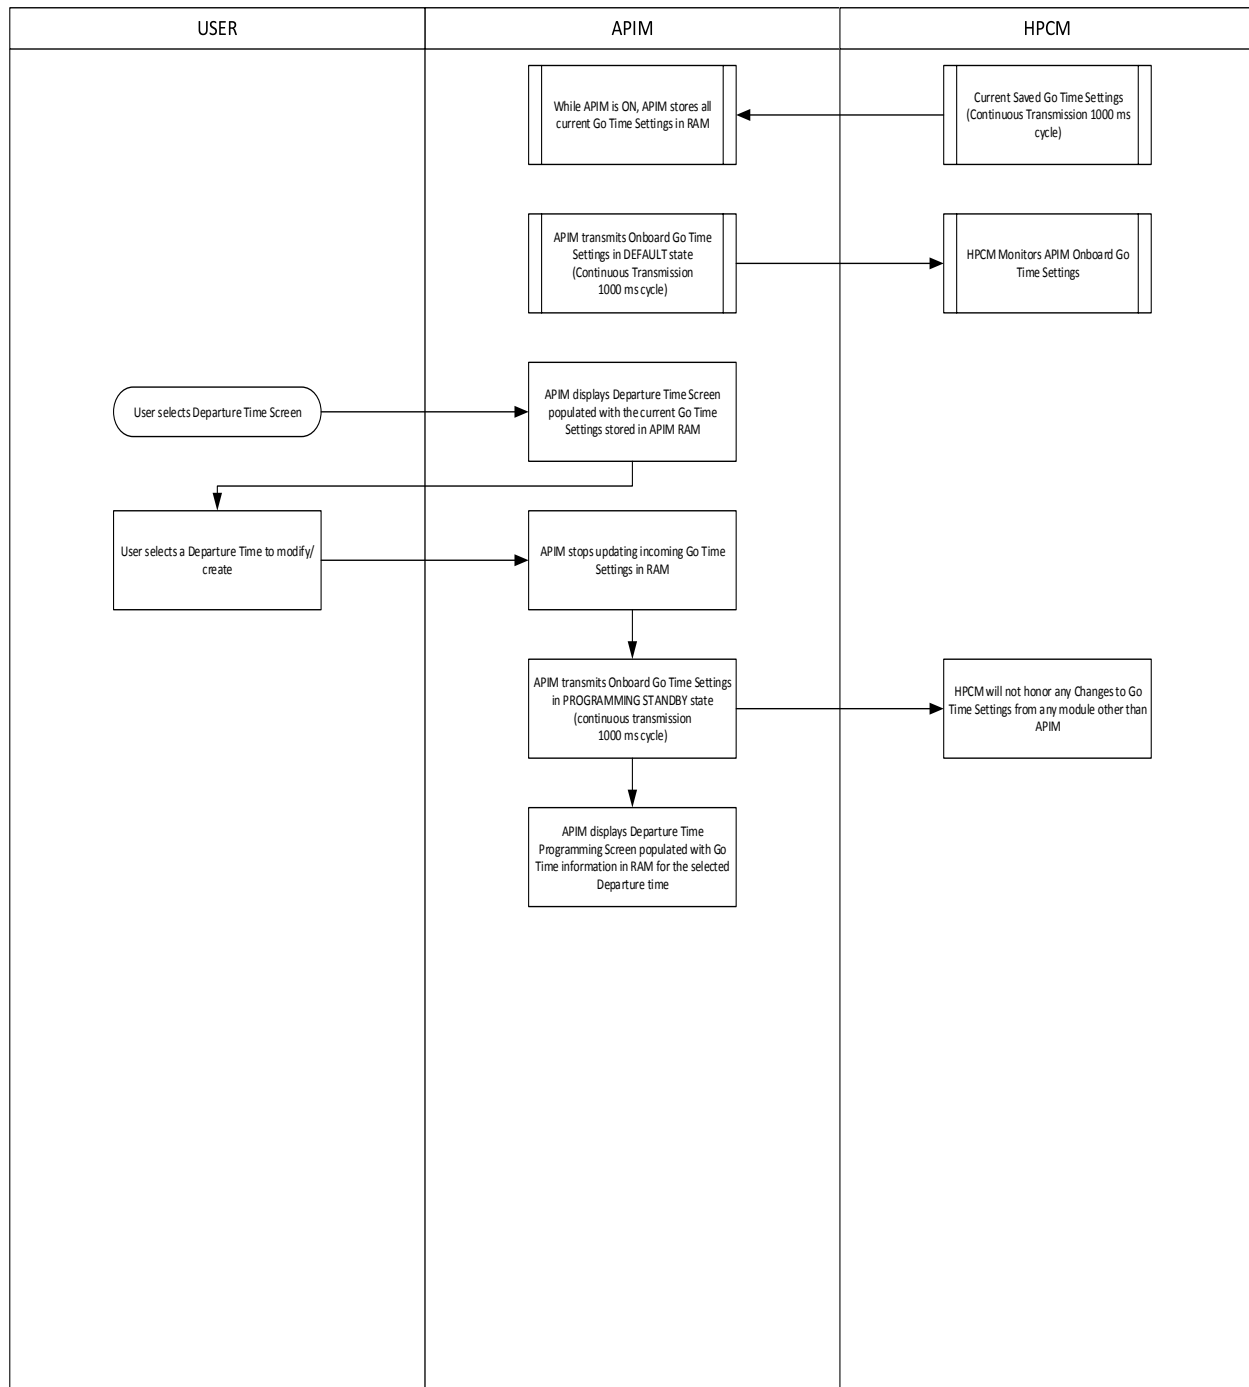 USER
APIM
HPCM
While APIM is ON, APIM stores all
current Go Time Settings in RAM
Current Saved Go Time Settings
(Continuous Transmission 1000 ms
cycle)
APIM transmits Onboard Go Time
Settings in DEFAULT state
(Continuous Transmission
1000 ms cycle)
HPCM Monitors APIM Onboard Go
Time Settings
User selects Departure Time Screen
APIM displays Departure Time Screen
populated with the current Go Time
Settings stored in APIM RAM
User selects a Departure Time to modify/
create
APIM stops updating incoming Go Time
Settings in RAM
APIM transmits Onboard Go Time Settings
in PROGRAMMING STANDBY state
(continuous transmission
1000 ms cycle)
HPCM will not honor any Changes to Go
Time Settings from any module other than
APIM
APIM displays Departure Time
Programming Screen populated with Go
Time information in RAM for the selected
Departure time